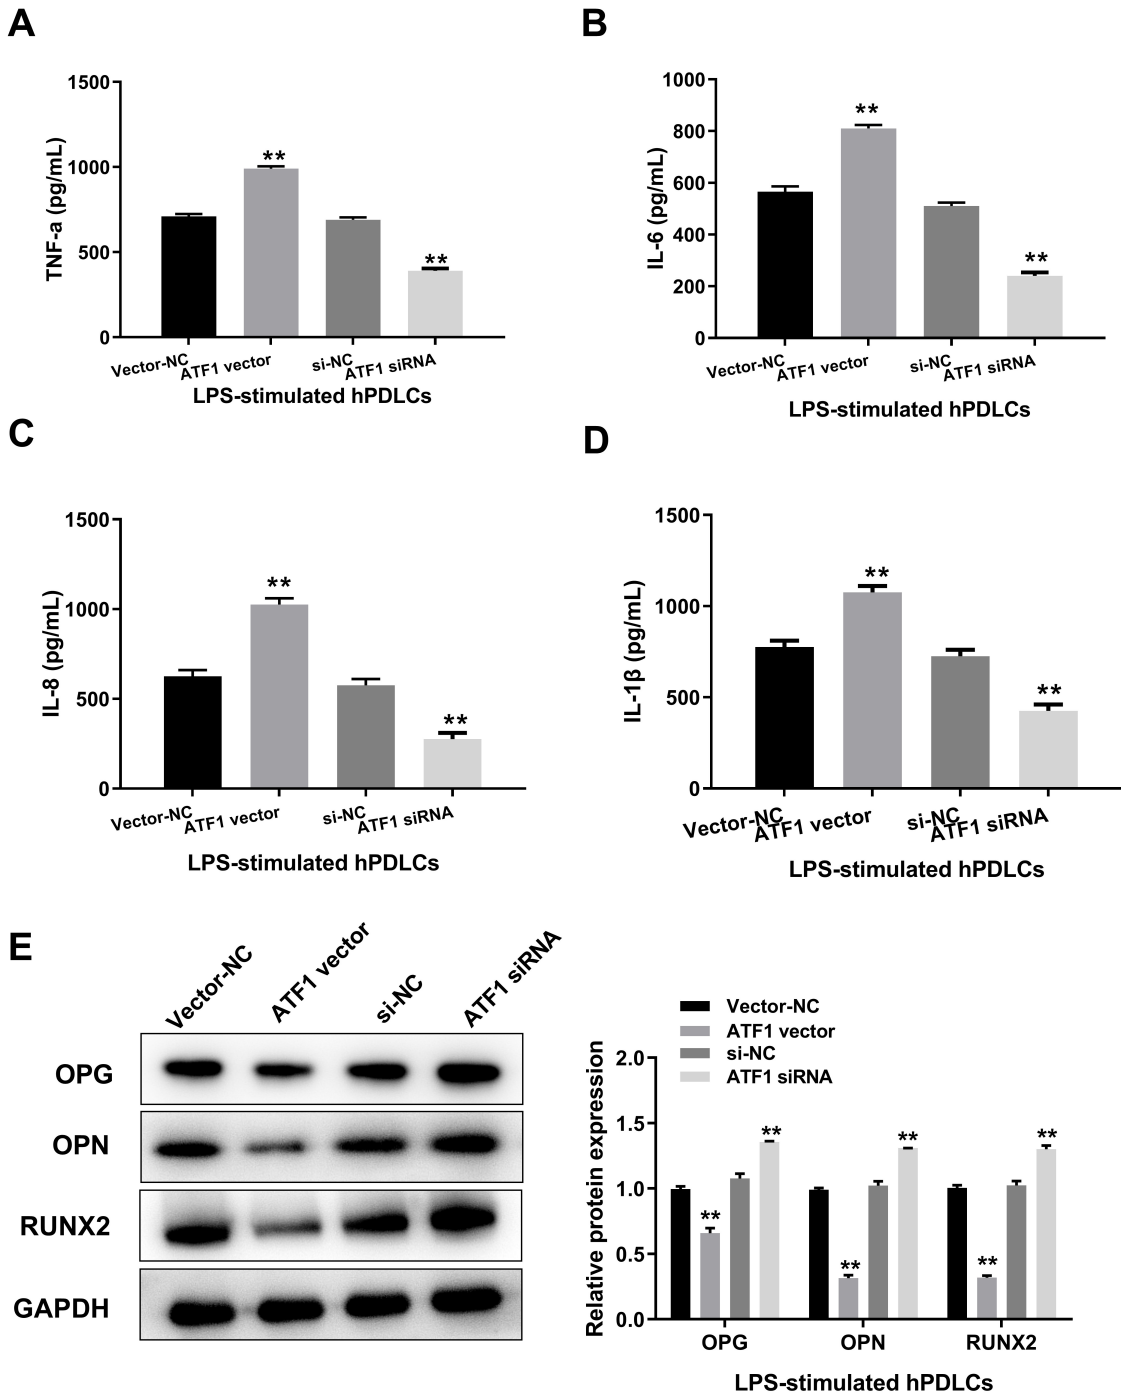 A
1500
1000
500
0
TNF-a (pg/mL)
**
**
Vector-NC
ATF1 vector
si-NC
ATF1 siRNA
LPS-stimulated hPDLCs
B
1000
800
600
400
200
0
IL-6 (pg/mL)
**
**
Vector-NC
ATF1 vector
si-NC
ATF1 siRNA
LPS-stimulated hPDLCs
C
1500
1000
500
0
IL-8 (pg/mL)
**
**
Vector-NC
ATF1 vector
si-NC
ATF1 siRNA
LPS-stimulated hPDLCs
D
1500
1000
500
0
IL-1β (pg/mL)
**
**
Vector-NC
ATF1 vector
si-NC
ATF1 siRNA
LPS-stimulated hPDLCs
E
Vector-NC
ATF1 vector
si-NC
ATF1 siRNA
OPG
OPN
RUNX2
GAPDH
Vector-NC
ATF1 vector
si-NC
ATF1 siRNA
2.0
1.5
1.0
0.5
0.0
Relative protein expression
**
**
**
**
**
**
OPG
OPN
RUNX2
LPS-stimulated hPDLCs